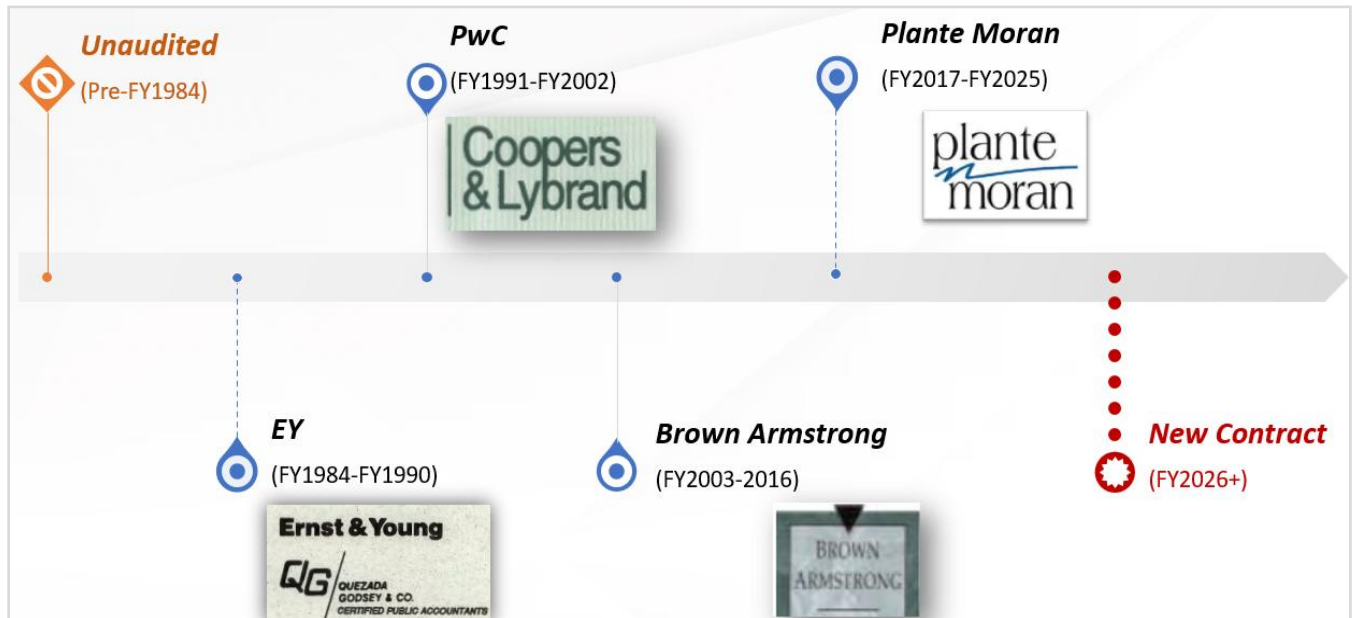 Unaudited
(Pre-FY1984)
PwC
(FY1991-FY2002)
Coopers
& Lybrand
Plante Moran
(FY2017-FY2025)
plante
moran
EY
(FY1984-FY1990)
Ernst & Young
QG
QUEZADA
GODSEY & CO.
CERTIFIED PUBLIC ACCOUNTANTS
Brown Armstrong
(FY2003-2016)
BROWN
ARMSTRONG
New Contract
(FY2026+)